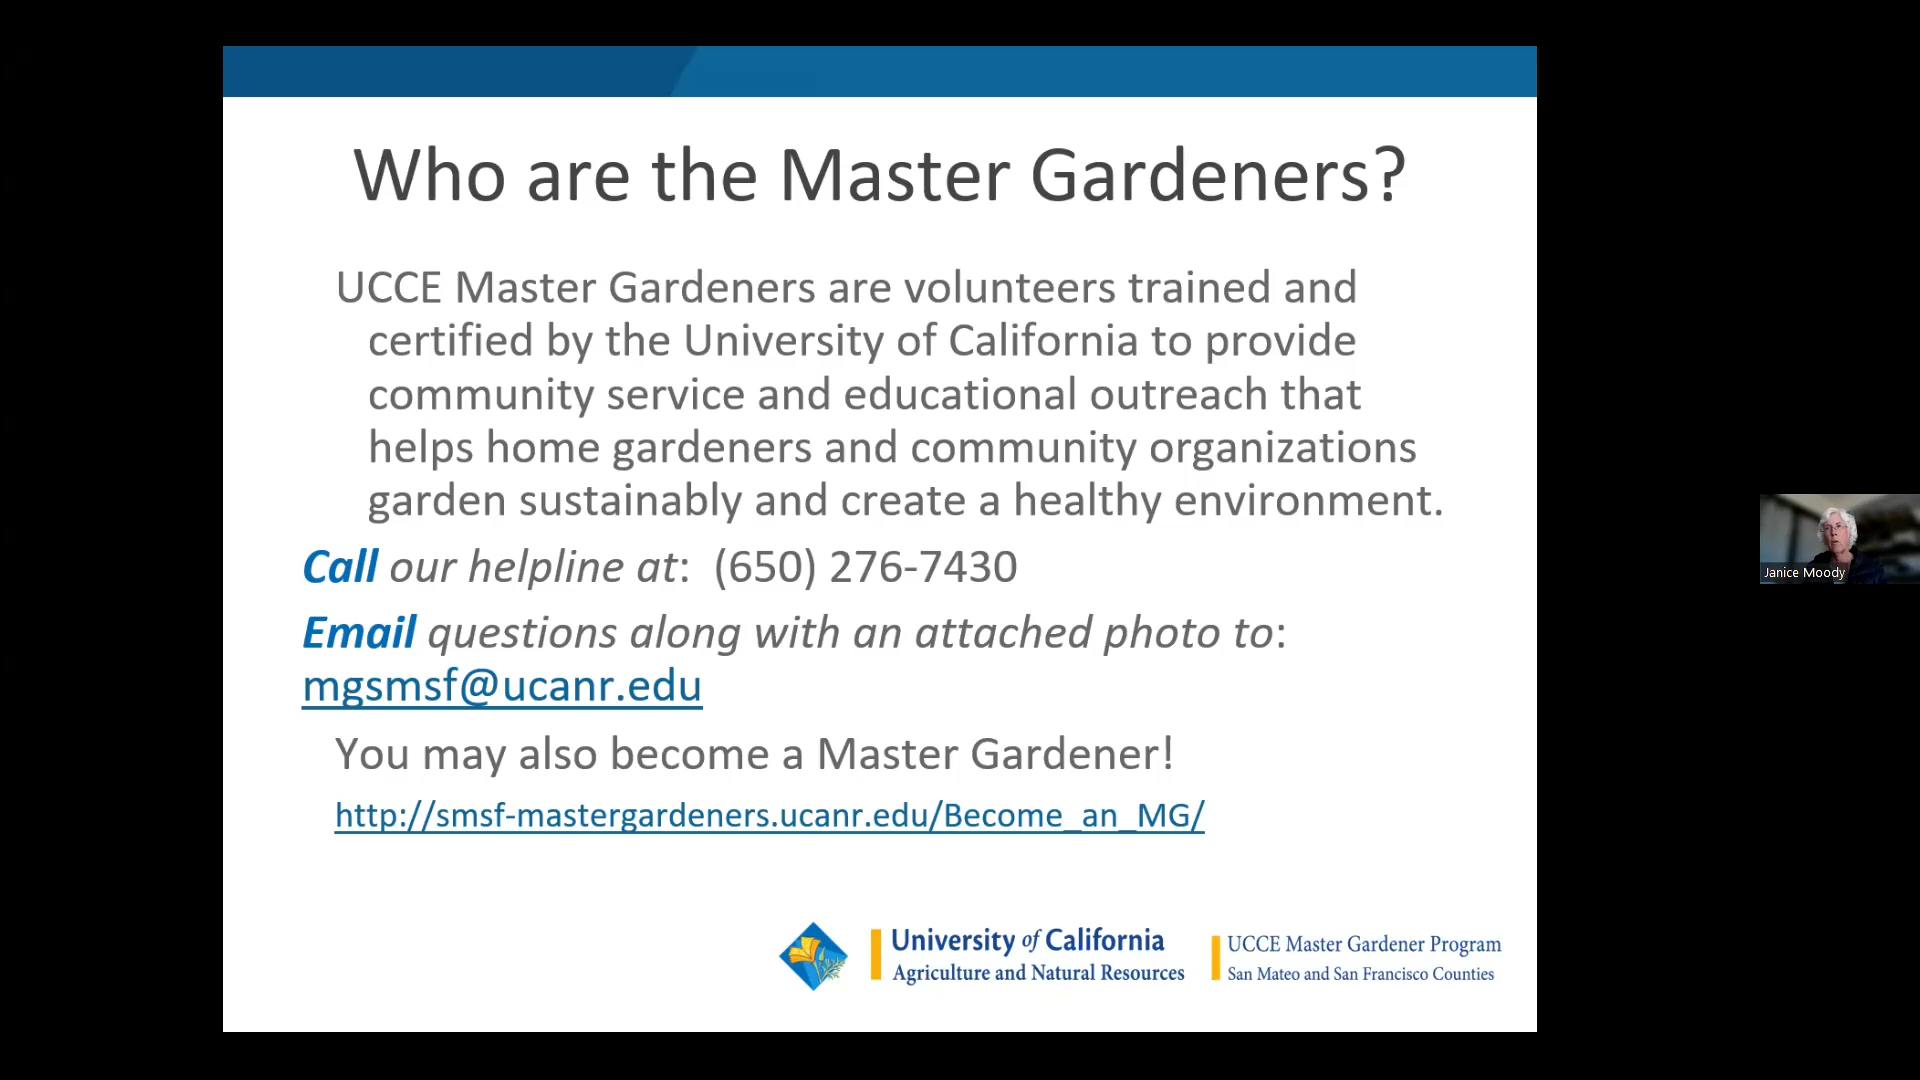 Who are the Master Gardeners?
UCCE Master Gardeners are volunteers trained and
certified by the University of California to provide
community service and educational outreach that
helps home gardeners and community organizations
garden sustainably and create a healthy environment.
Call our helpline at: (650) 276-7430
Email questions along with an attached photo to:
mgsmsf@ucanr.edu
You may also become a Master Gardener!
http://smsf-mastergardeners.ucanr.edu/Become_an_MG/
University of California
Agriculture and Natural Resources
UCCE Master Gardener Program
San Mateo and San Francisco Counties
Janice Moody